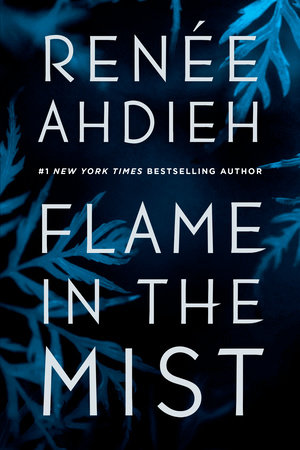 RENÉE
AHDIEH
#1 NEW YORK TIMES BESTSELLING AUTHOR
FLAME
IN THE
MIST